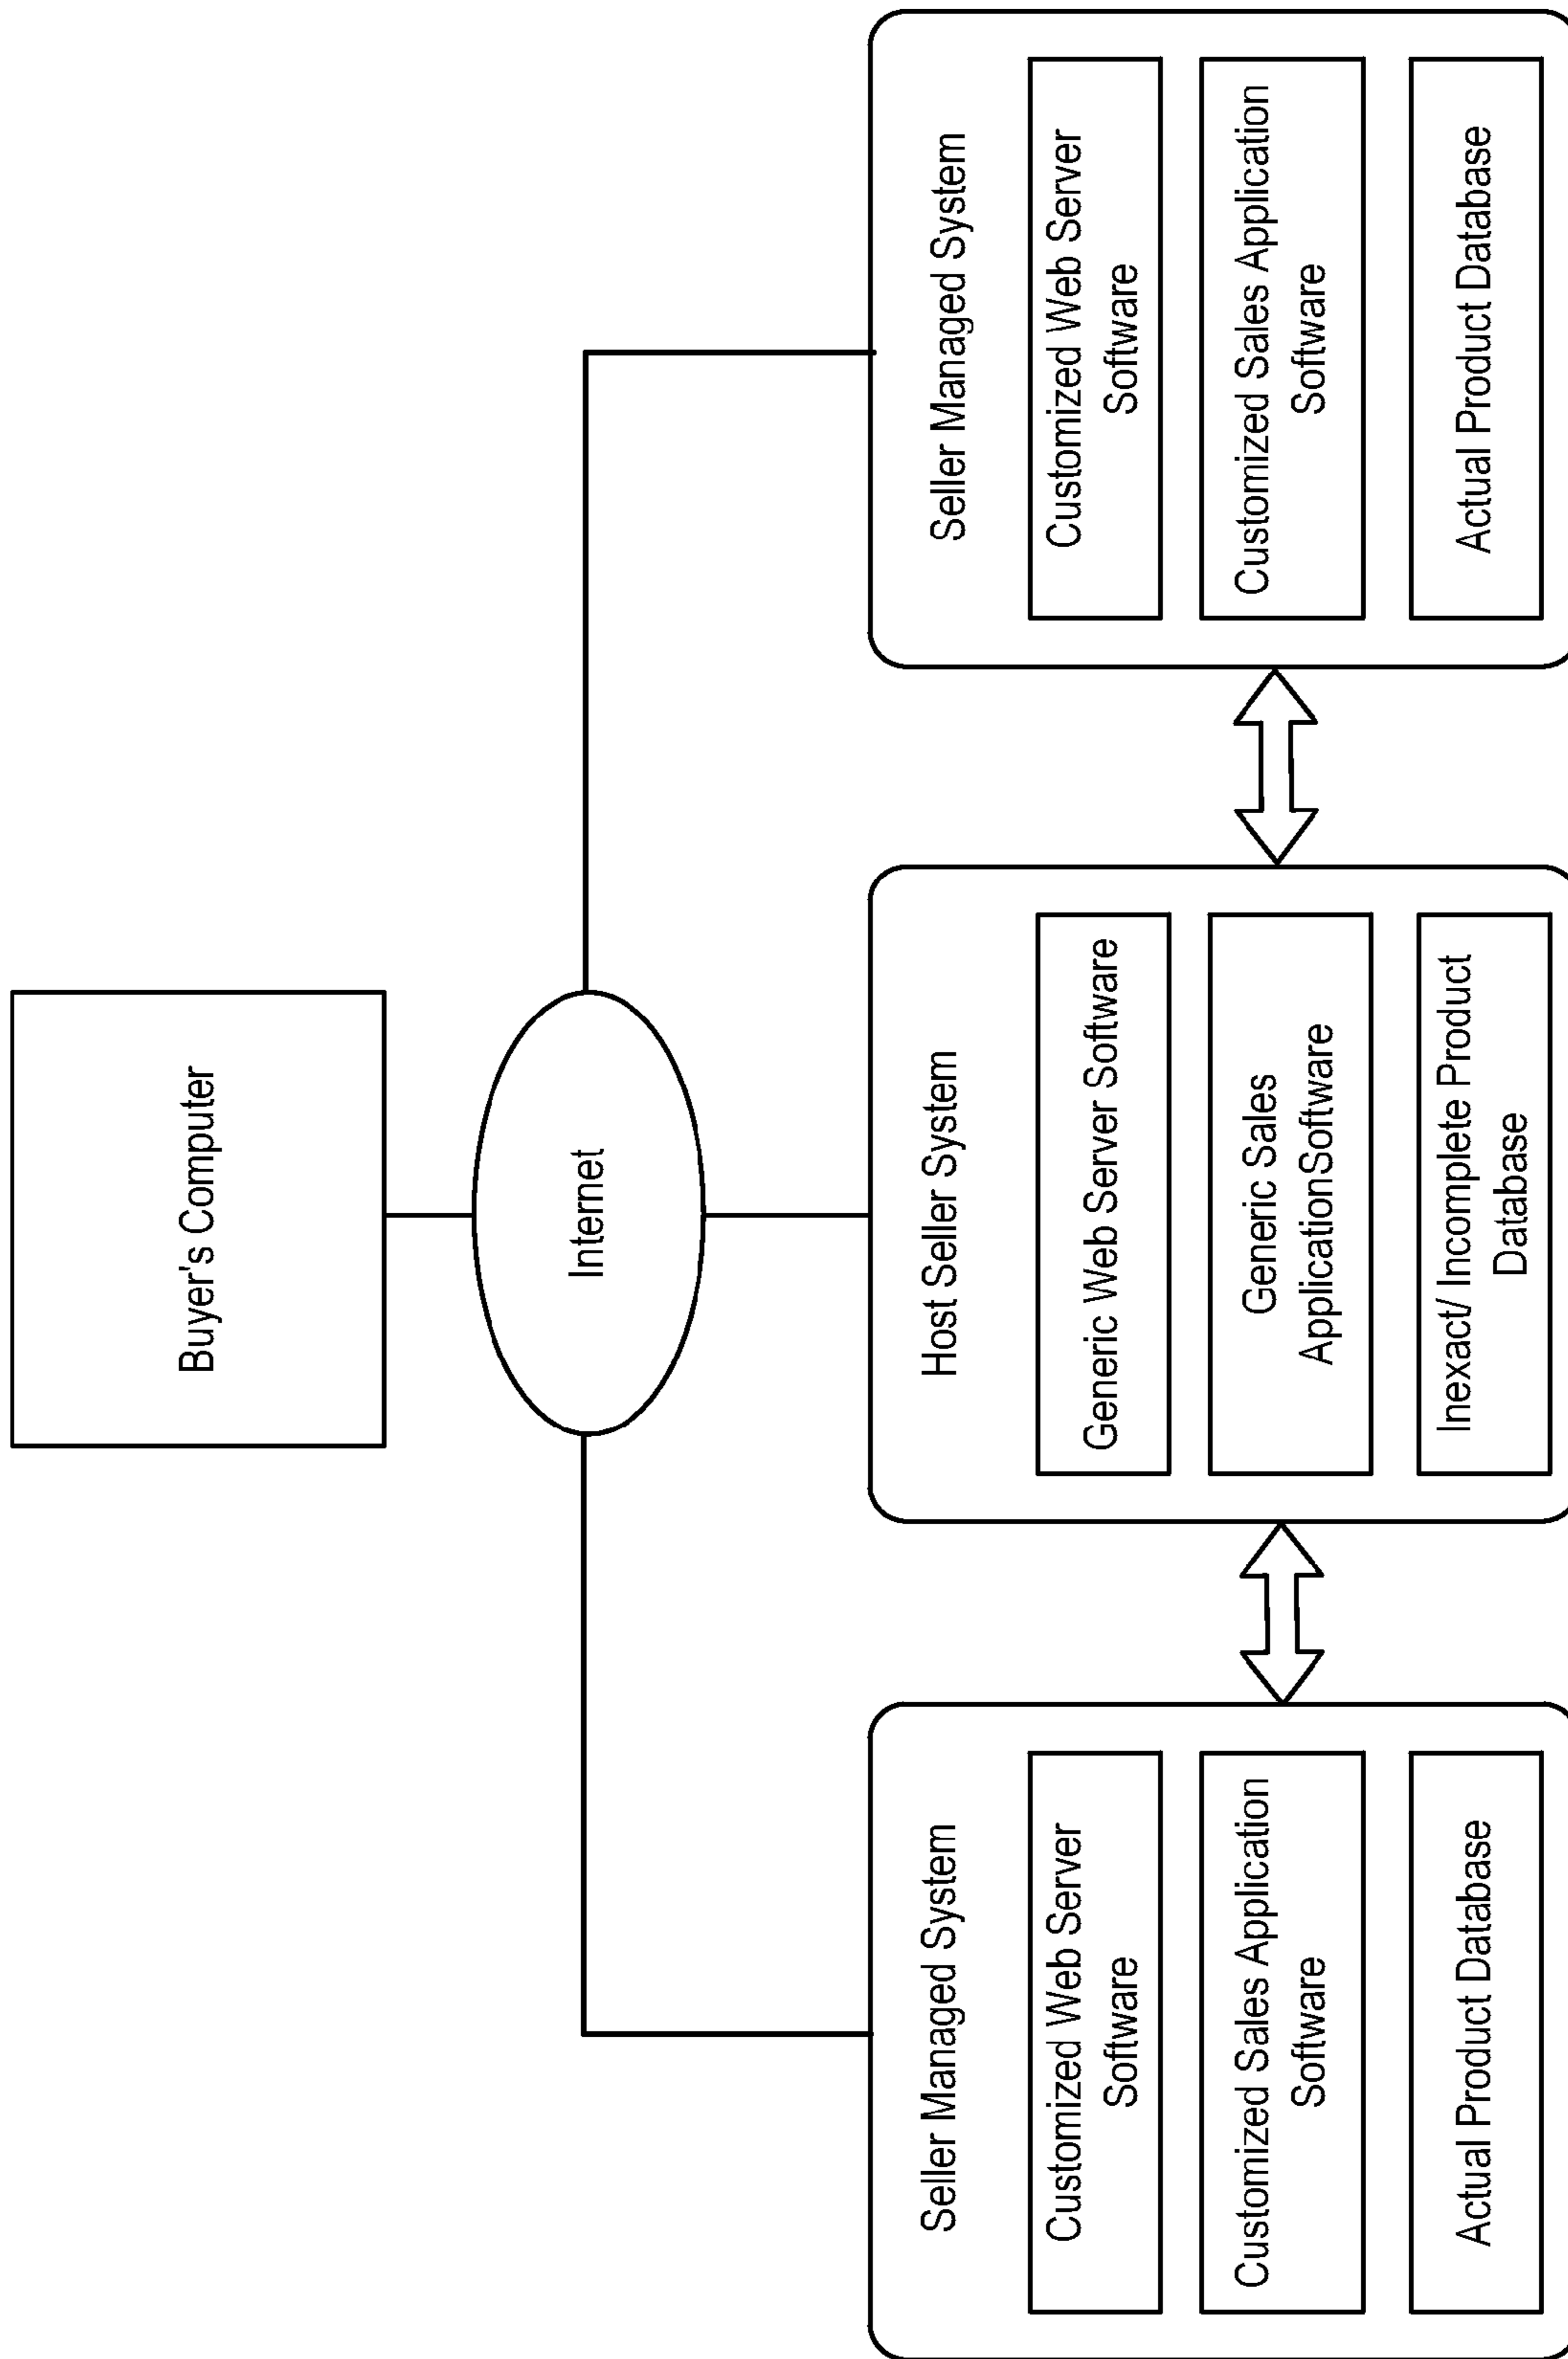 Buyer's Computer
Internet
Seller Managed System
Customized Web Server
Software
Customized Sales Application
Software
Actual Product Database
Host Seller System
Generic Web Server Software
Generic Sales
ApplicationSoftware
Inexact/ Incomplete Product
Database
Seller Managed System
Customized Web Server
Software
Customized Sales Application
Software
Actual Product Database